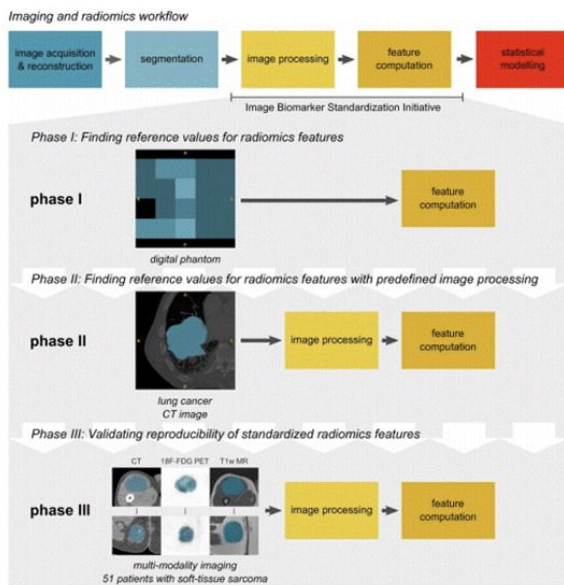 Imaging and radiomics workflow
image acquisition
& reconstruction
segmentation
image processing
feature
computation
statistical
modelling
Image Biomarker Standardization Initiative
Phase I: Finding reference values for radiomics features
phase I
digital phantom
feature
computation
Phase II: Finding reference values for radiomics features with predefined image processing
phase II
lung cancer
CT image
image processing
feature
computation
Phase III: Validating reproducibility of standardized radiomics features
CT
18F-FDG PET
T1w MR
phase III
multi-modality imaging
51 patients with soft-tissue sarcoma
image processing
feature
computation